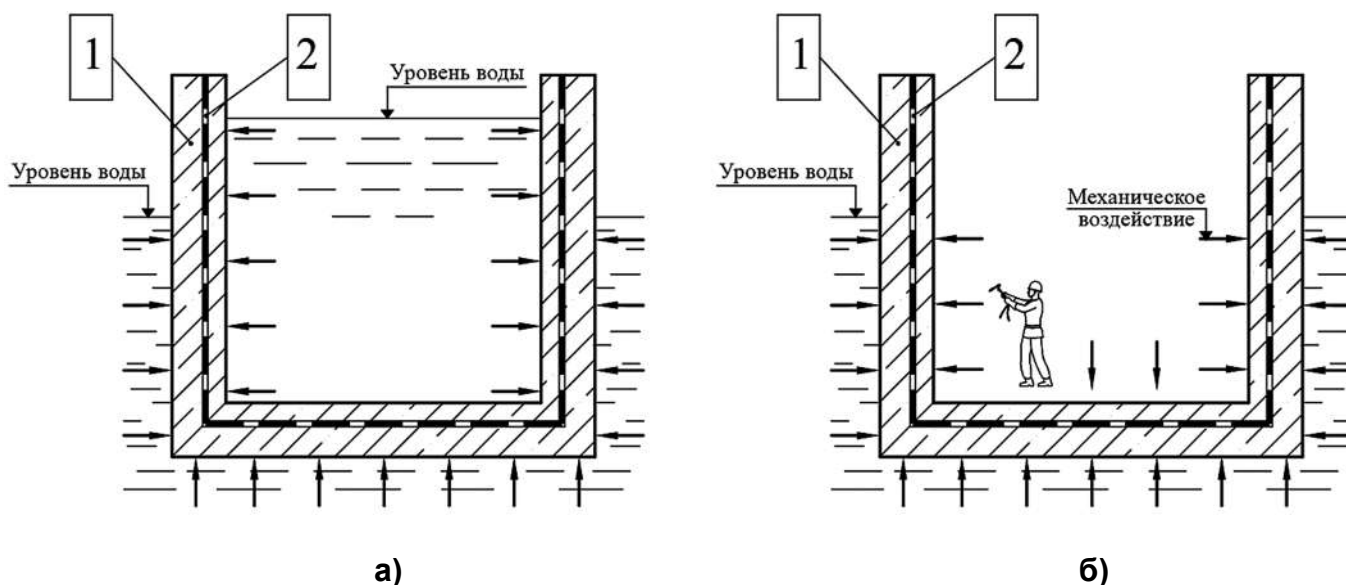 1
2
Уровень воды
Уровень воды
1
2
Уровень воды
Механическое
воздействие
а)
б)